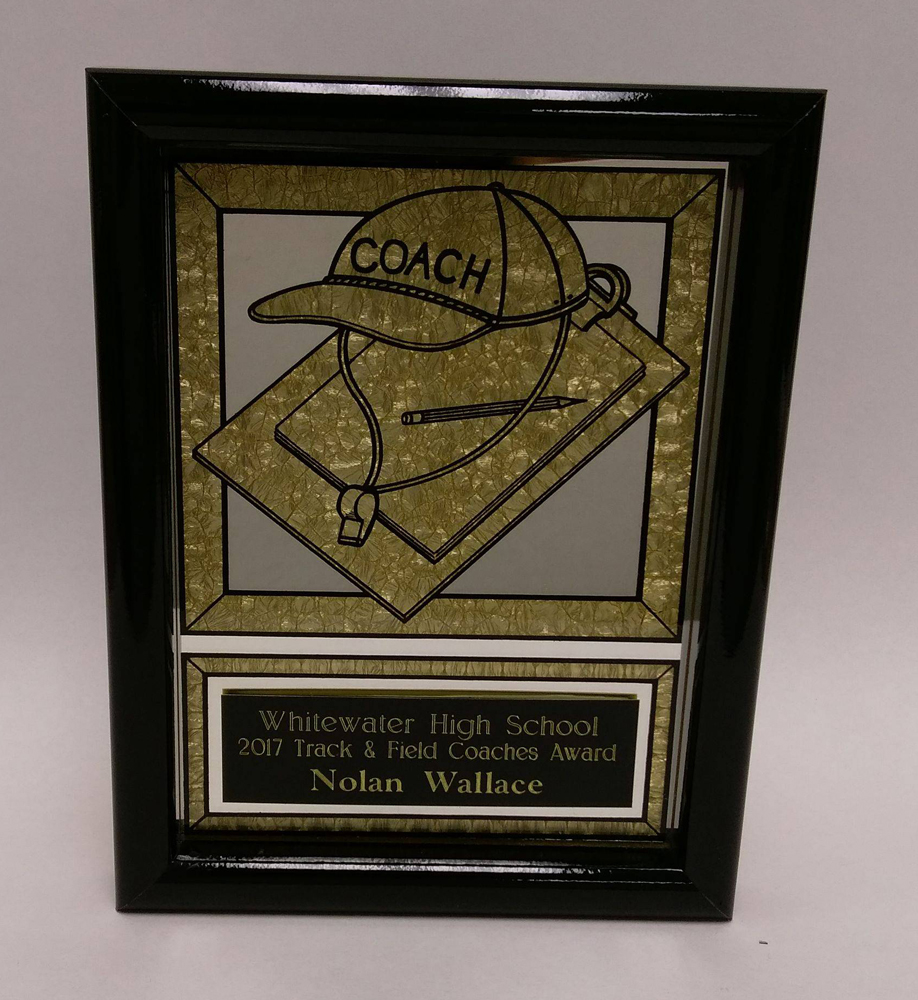 COACH
Whitewater High School
2017 Track & Field Coaches Award
Nolan Wallace